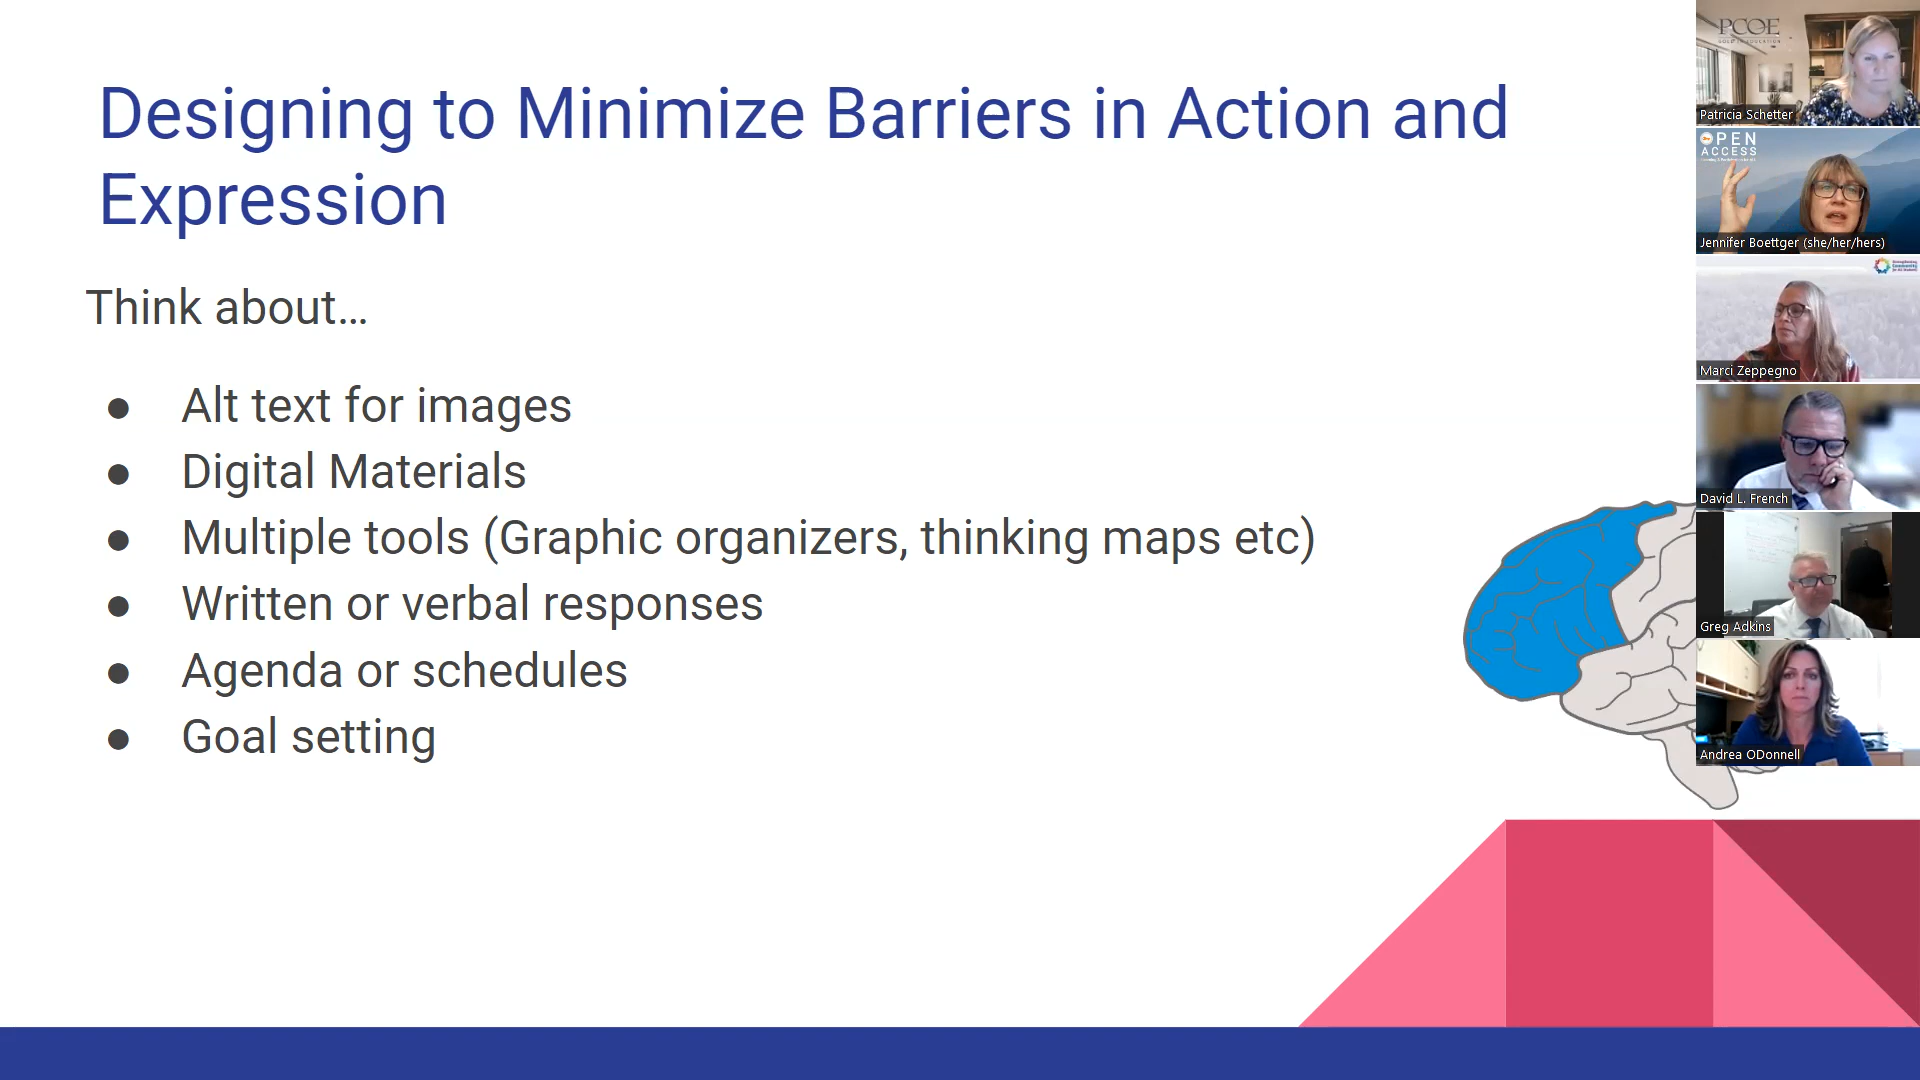 Designing to Minimize Barriers in Action and
Expression
Think about…
● Alt text for images
● Digital Materials
● Multiple tools (Graphic organizers, thinking maps etc)
● Written or verbal responses
● Agenda or schedules
● Goal setting
PCOE
Patricia Schetter
OPEN
ACCESS
Jennifer Boettger (she/her/hers)
Marci Zeppegno
David L. French
Greg Adkins
Andrea ODonnell